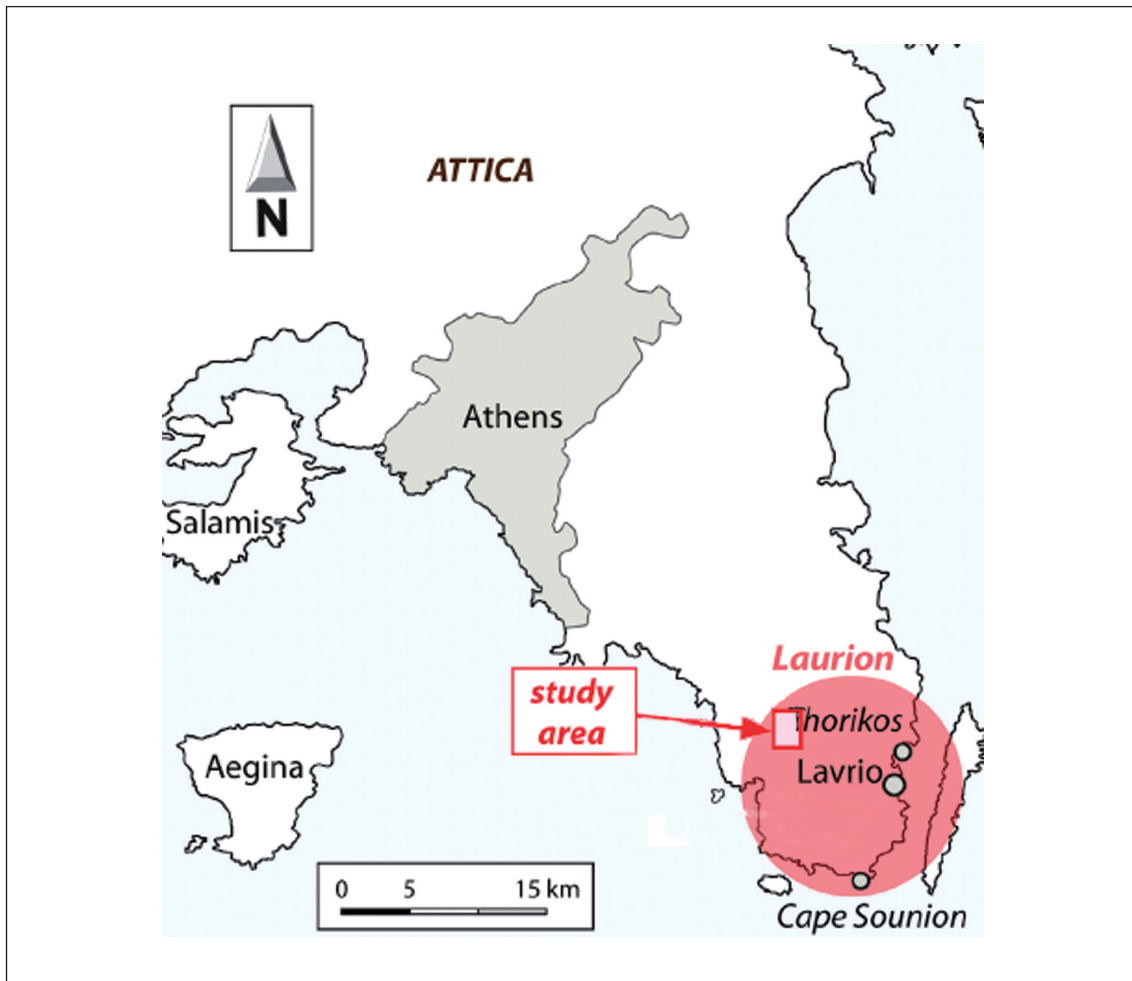 ATTICA
N
Athens
Salamis
Laurion
study
area
Thorikos
Aegina
Lavrio
0 5 15 km
Cape Sounion